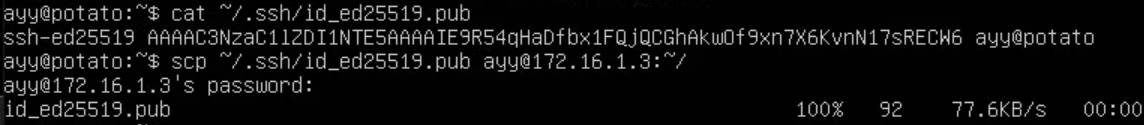 ayy@potato:~$ cat ~/.ssh/id_ed25519.pub
ssh-ed25519 AAAAC3NzaC1lZDI1NTE5AAAAIE9R54qHaDfbx1FQjQCGhAkwOf9xn7X6KvnN17sRECW6 ayy@potato
ayy@potato:~$ scp ~/.ssh/id_ed25519.pub ayy@172.16.1.3:~/
ayy@172.16.1.3's password:
id_ed25519.pub 100% 92 77.6KB/s 00:00